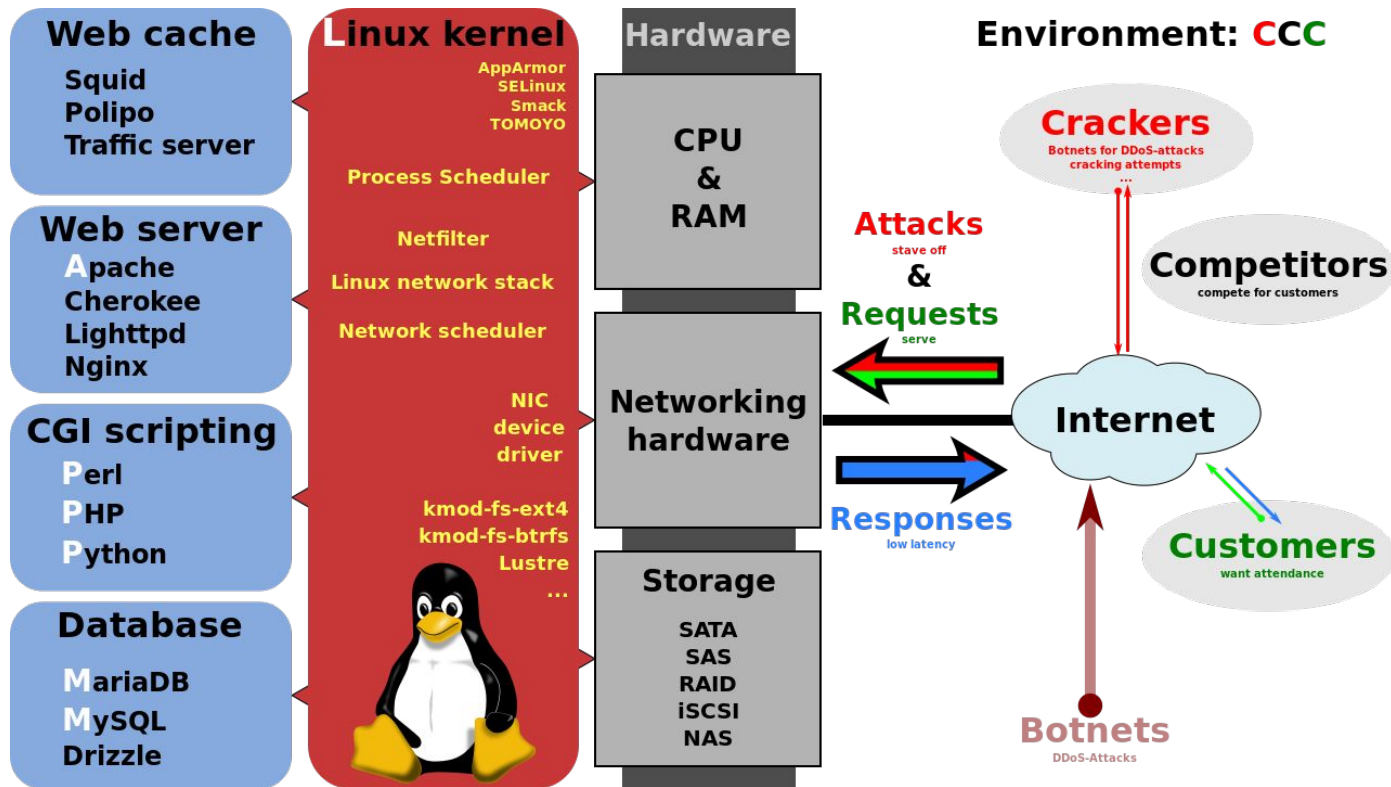 Web cache
Squid
Polipo
Traffic server
Web server
Apache
Cherokee
Lighttpd
Nginx
CGI scripting
Perl
PHP
Python
Database
MariaDB
MySQL
Drizzle
Linux kernel
AppArmor
SELinux
Smack
TOMOYO
Process Scheduler
Netfilter
Linux network stack
Network scheduler
NIC
device
driver
kmod-fs-ext4
kmod-fs-btrfs
Lustre
...
Hardware
CPU
&
RAM
Networking
hardware
Storage
SATA
SAS
RAID
iSCSI
NAS
Environment: CCC
Crackers
Botnets for DDoS-attacks
cracking attempts
...
Competitors
compete for customers
Attacks
stave off
&
Requests
serve
Internet
Responses
low latency
Customers
want attendance
Botnets
DDoS-Attacks